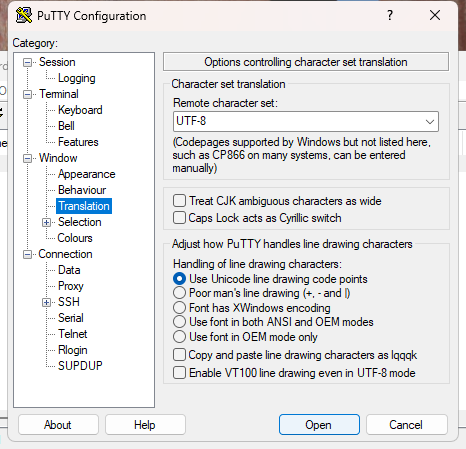 PuTTY Configuration
?
Category:
Session
Logging
Terminal
Keyboard
Bell
Features
Window
Appearance
Behaviour
Translation
Selection
Colours
Connection
Data
Proxy
SSH
Serial
Telnet
Rlogin
SUPDUP
Options controlling character set translation
Character set translation
Remote character set:
UTF-8
(Codepages supported by Windows but not listed here,
such as CP866 on many systems, can be entered
manually)
Treat CJK ambiguous characters as wide
Caps Lock acts as Cyrillic switch
Adjust how PuTTY handles line drawing characters
Handling of line drawing characters:
Use Unicode line drawing code points
Poor man's line drawing (+, - and |)
Font has XWindows encoding
Use font in both ANSI and OEM modes
Use font in OEM mode only
Copy and paste line drawing characters as lqqqk
Enable VT100 line drawing even in UTF-8 mode
About
Help
Open
Cancel